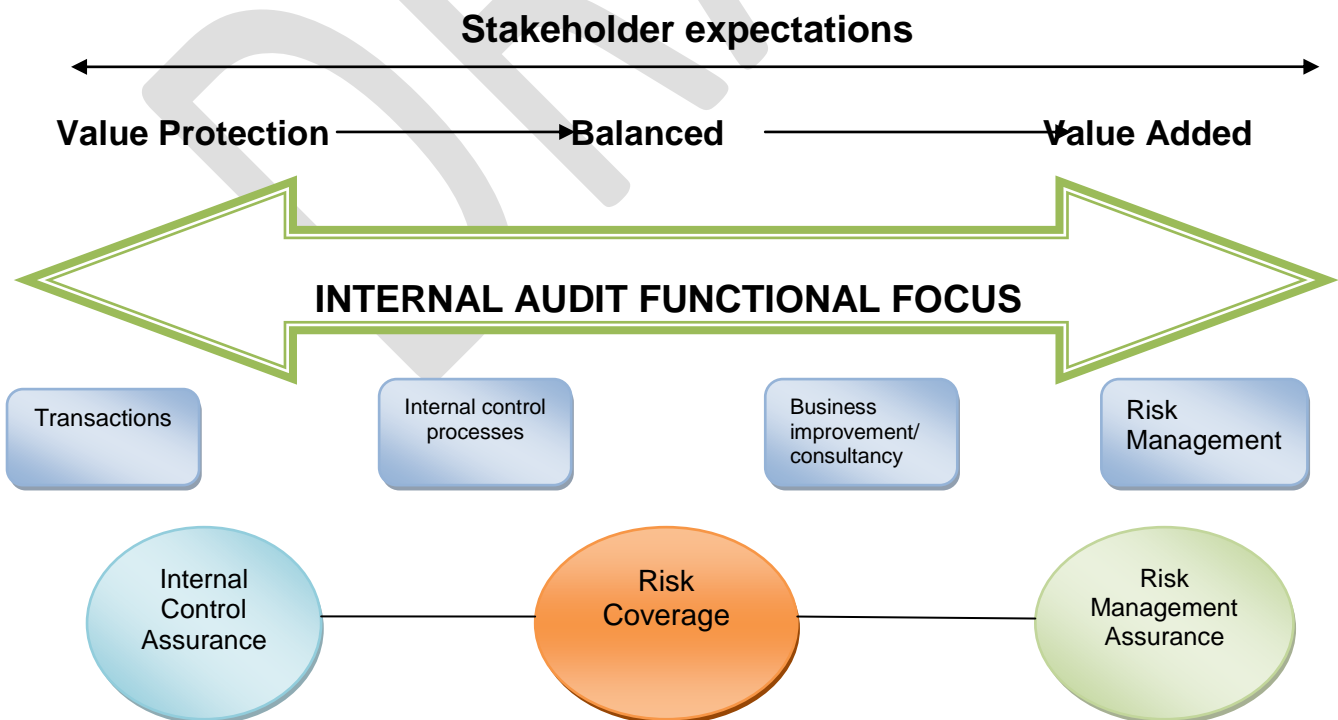 Stakeholder expectations
Value Protection
Balanced
Value Added
INTERNAL AUDIT FUNCTIONAL FOCUS
Transactions
Internal control
processes
Business
improvement/
consultancy
Risk
Management
Internal
Control
Assurance
Risk
Coverage
Risk
Management
Assurance